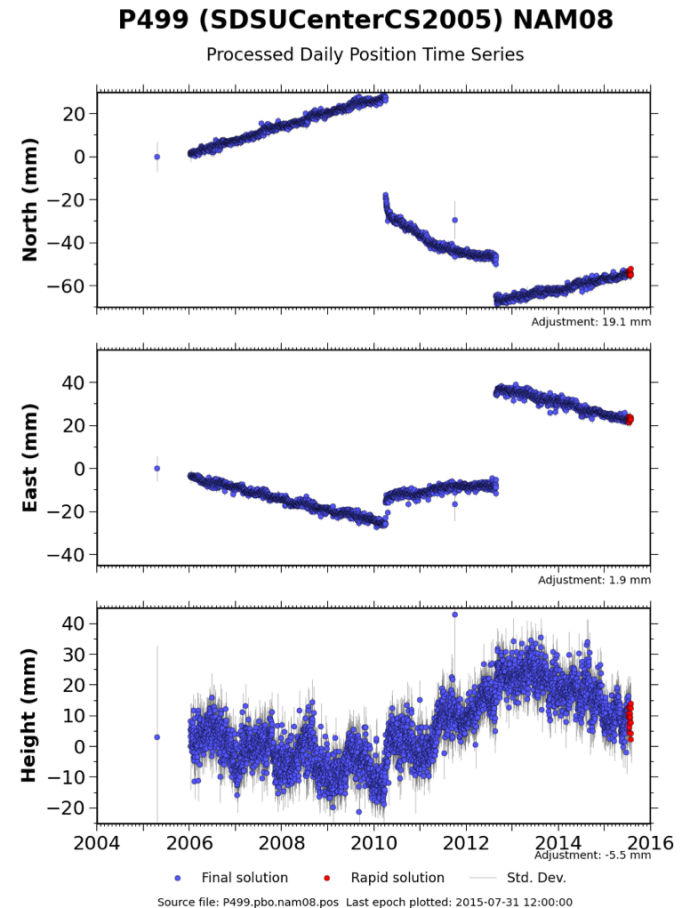 P499 (SDSUCenterCS2005) NAM08
Processed Daily Position Time Series
20
0
−20
−40
−60
North (mm)
Adjustment: 19.1 mm
40
20
0
−20
−40
East (mm)
Adjustment: 1.9 mm
40
30
20
10
0
−10
−20
Height (mm)
2004 2006 2008 2010 2012 2014 2016
Adjustment: -5.5 mm
Final solution Rapid solution Std. Dev.
Source file: P499.pbo.nam08.pos Last epoch plotted: 2015-07-31 12:00:00